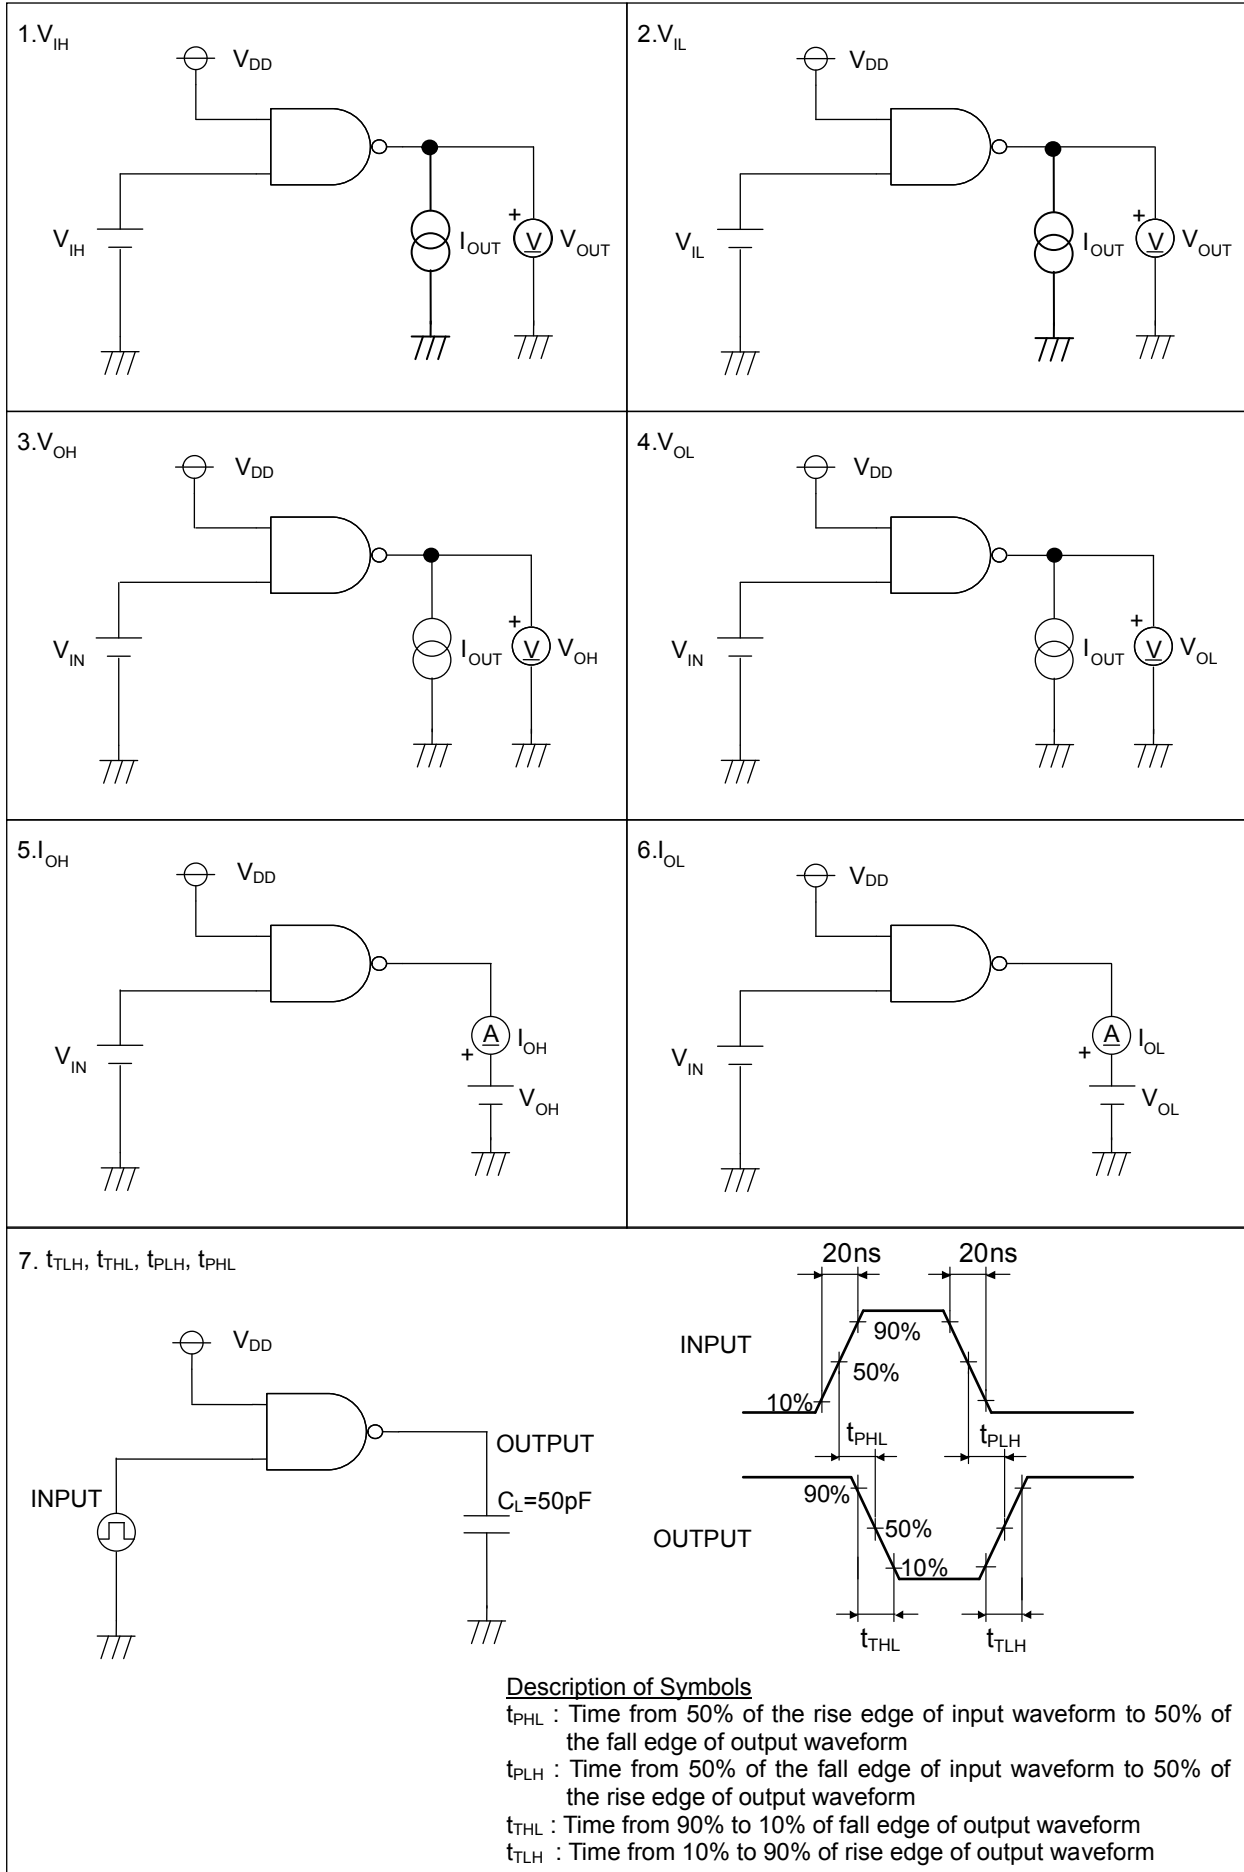 1.VIH
VDD
VIH
IOUT
+
V
VOUT
2.VIL
VDD
VIL
IOUT
+
V
VOUT
3.VOH
VDD
VIN
IOUT
+
V
VOH
4.VOL
VDD
VIN
IOUT
+
V
VOL
5.IOH
VDD
VIN
+
A
IOH
VOH
6.IOL
VDD
VIN
+
A
IOL
VOL
7. tTLH, tTHL, tPLH, tPHL
VDD
INPUT
OUTPUT
CL=50pF
20ns
20ns
INPUT
90%
50%
10%
tPHL
tPLH
90%
OUTPUT
50%
10%
tTHL
tTLH
Description of Symbols
tPHL : Time from 50% of the rise edge of input waveform to 50% of
the fall edge of output waveform
tPLH : Time from 50% of the fall edge of input waveform to 50% of
the rise edge of output waveform
tTHL : Time from 90% to 10% of fall edge of output waveform
tTLH : Time from 10% to 90% of rise edge of output waveform